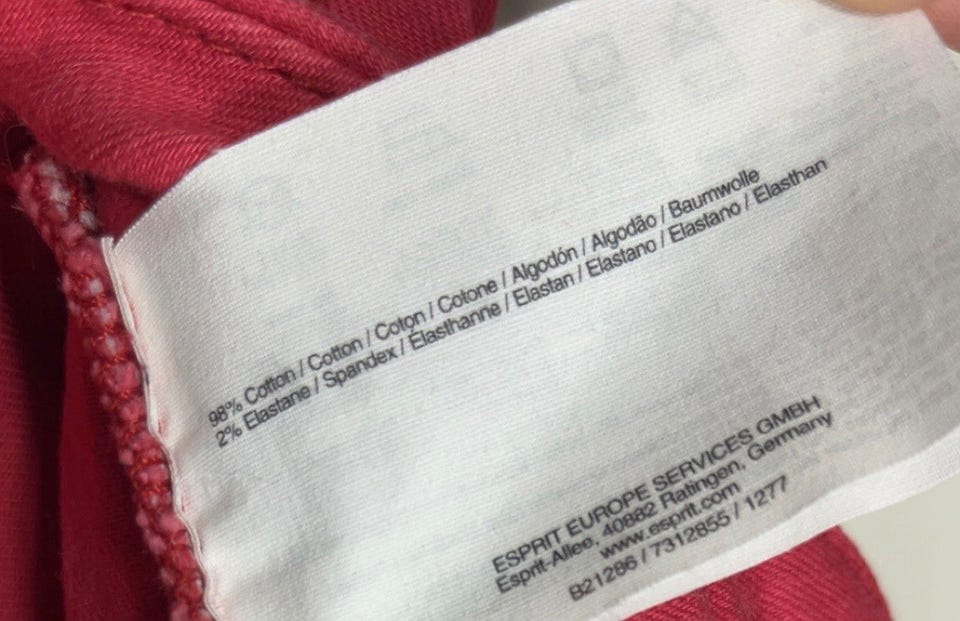 98% Cotton / Cotton / Coton / Cotone / Algodón / Algodão / Baumwolle
2% Elastane / Spandex / Élasthanne / Elastan / Elastano / Elastano / Elasthan
ESPRIT EUROPE SERVICES GMBH
Esprit-Allee, 40882 Ratingen, Germany
www.esprit.com
B21286 / 7312855 / 1277